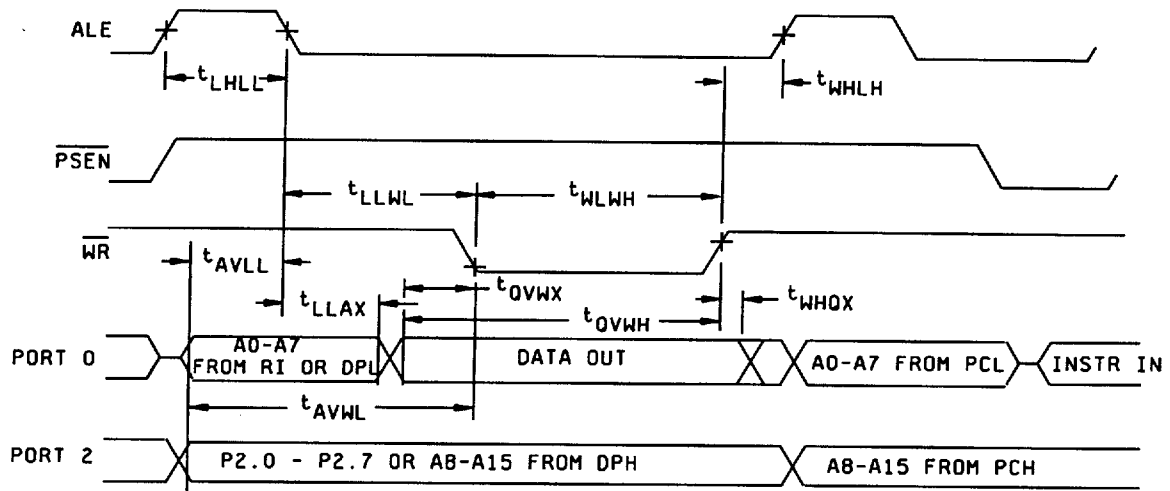 ALE
tLHLL
tWHLH
PSEN
tLLWL
tWLWH
WR
tAVLL
tQVWX
tLLAX
tWHQX
tQVWH
PORT 0
A0-A7
FROM RI OR DPL
DATA OUT
A0-A7 FROM PCL
INSTR IN
tAVWL
PORT 2
P2.0 - P2.7 OR A8-A15 FROM DPH
A8-A15 FROM PCH